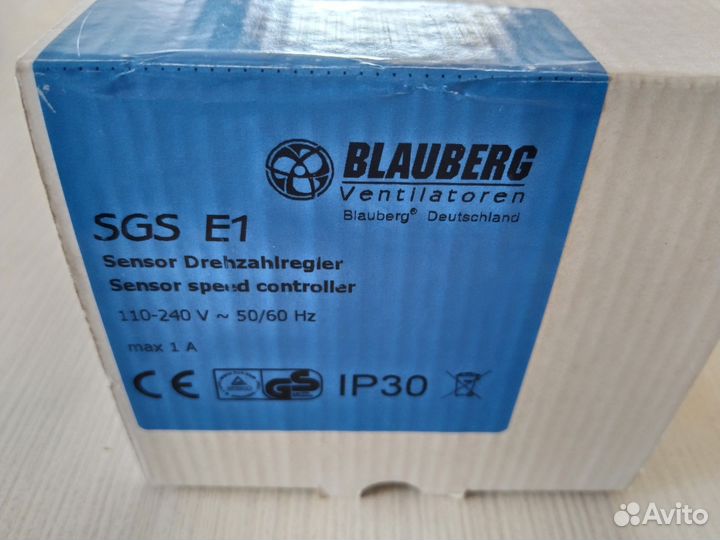 BLAUBERG
Ventilatoren
Blauberg® Deutschland
SGS E1
Sensor Drehzahlregler
Sensor speed controller
110-240 V ~ 50/60 Hz
max 1 A
CE GS IP30
Avito